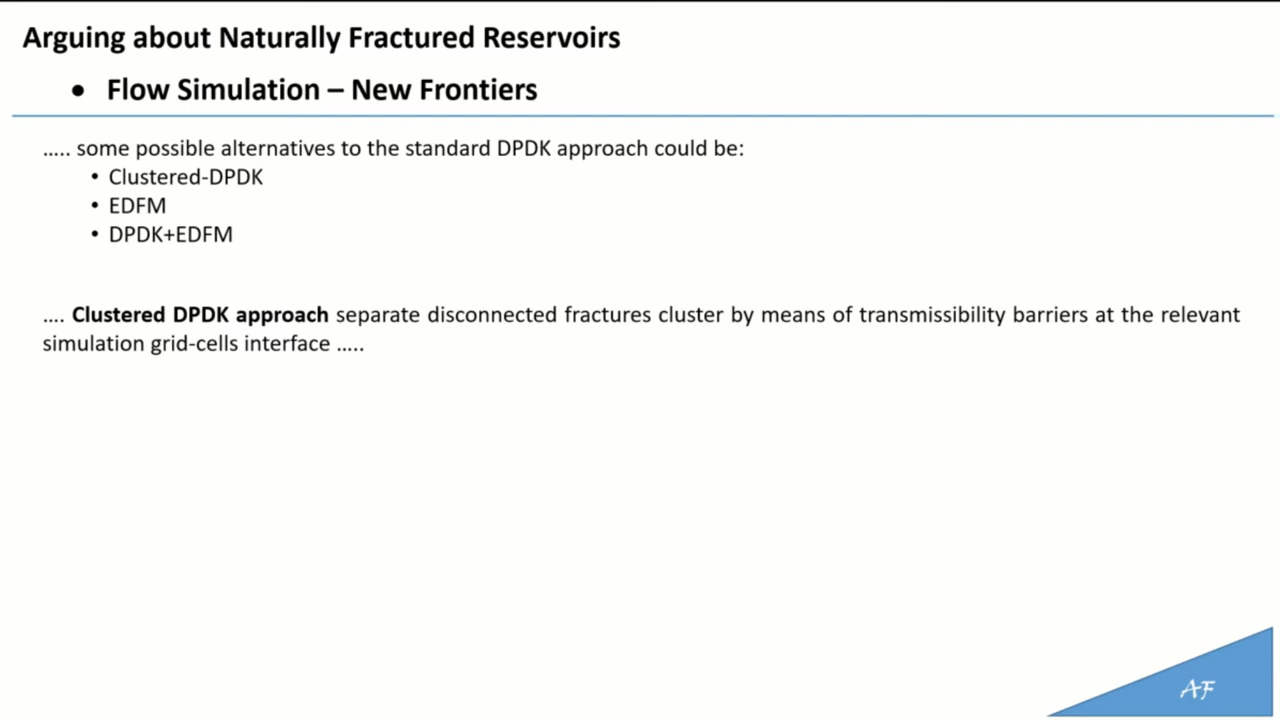 Arguing about Naturally Fractured Reservoirs
• Flow Simulation – New Frontiers
..... some possible alternatives to the standard DPDK approach could be:
• Clustered-DPDK
• EDFM
• DPDK+EDFM
.... Clustered DPDK approach separate disconnected fractures cluster by means of transmissibility barriers at the relevant
simulation grid-cells interface .....
AF